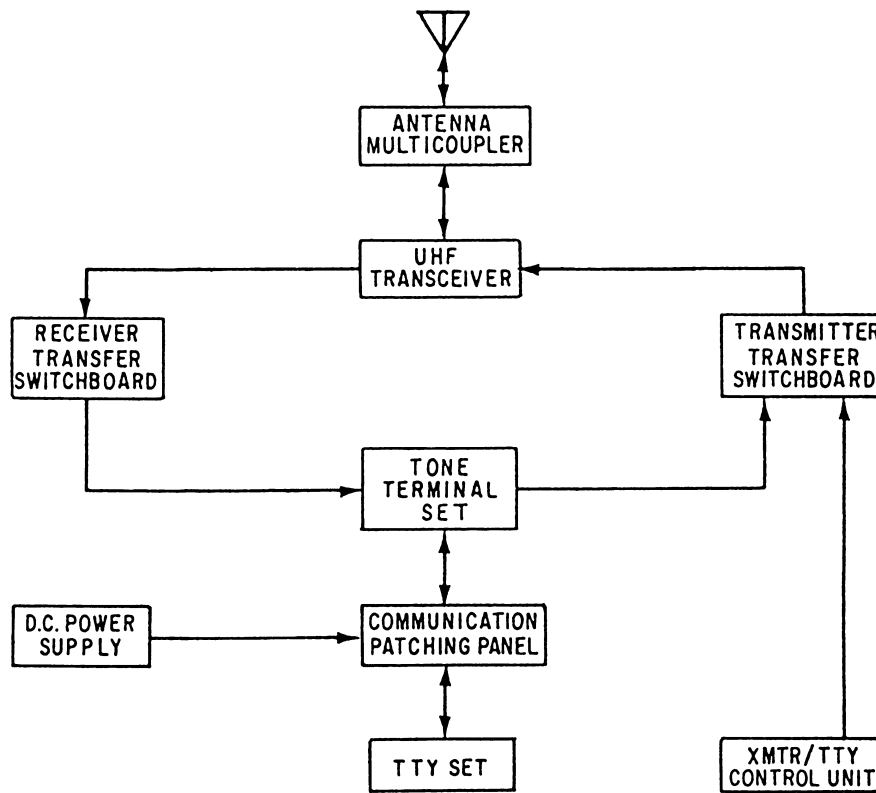 ANTENNA
MULTICOUPLER
UHF
TRANSCEIVER
RECEIVER
TRANSFER
SWITCHBOARD
TRANSMITTER
TRANSFER
SWITCHBOARD
TONE
TERMINAL
SET
D.C. POWER
SUPPLY
COMMUNICATION
PATCHING PANEL
TTY SET
XMTR/TTY
CONTROL UNIT